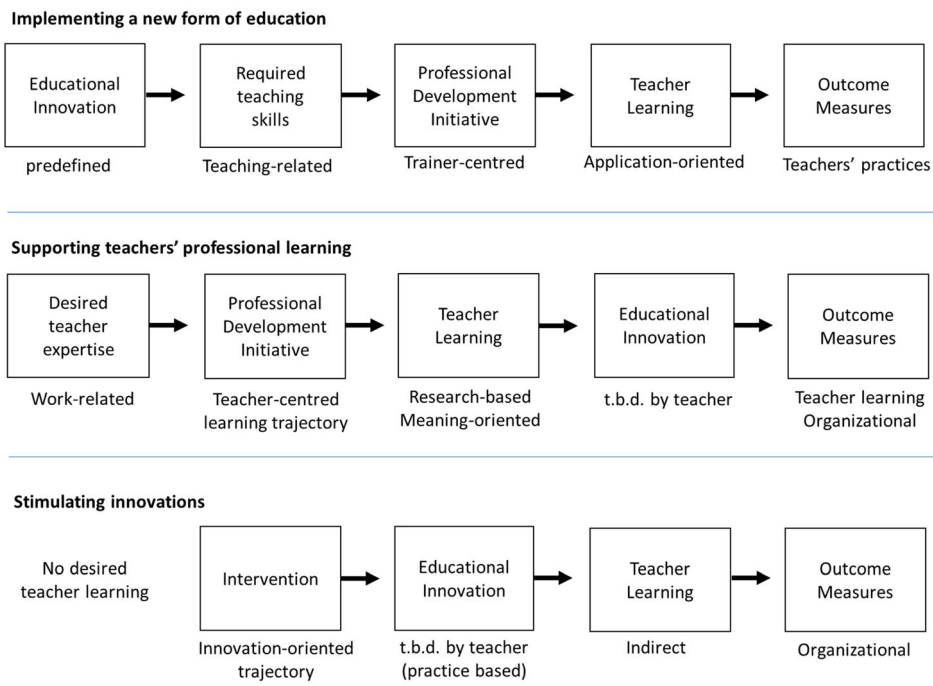 Implementing a new form of education
Educational
Innovation
Required
teaching
skills
Professional
Development
Initiative
Teacher
Learning
Outcome
Measures
predefined
Teaching-related
Trainer-centred
Application-oriented
Teachers’ practices
Supporting teachers’ professional learning
Desired
teacher
expertise
Professional
Development
Initiative
Teacher
Learning
Educational
Innovation
Outcome
Measures
Work-related
Teacher-centred
learning trajectory
Research-based
Meaning-oriented
t.b.d. by teacher
Teacher learning
Organizational
Stimulating innovations
No desired
teacher learning
Intervention
Educational
Innovation
Teacher
Learning
Outcome
Measures
Innovation-oriented
trajectory
t.b.d. by teacher
(practice based)
Indirect
Organizational